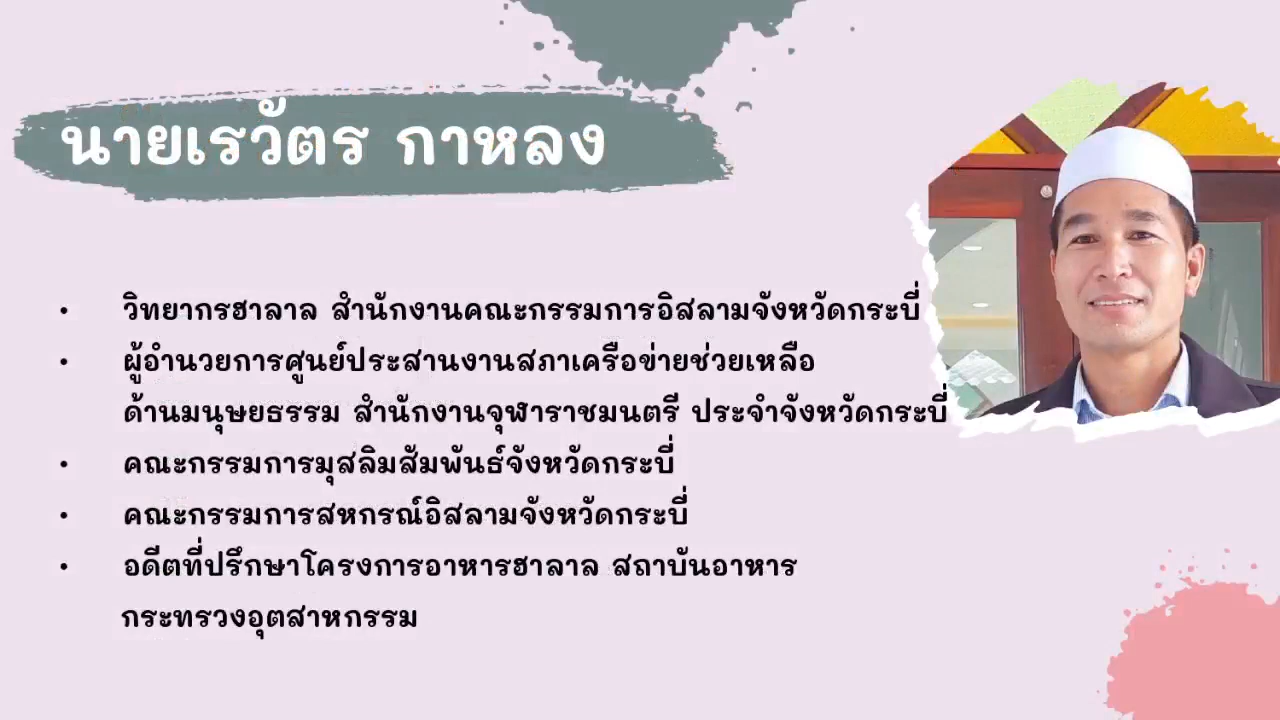 นายเรวัตร กาหลง
• วิทยากรฮาลาล สำนักงานคณะกรรมการอิสลามจังหวัดกระบี่
• ผู้อำนวยการศูนย์ประสานงานสภาเครือข่ายช่วยเหลือ
ด้านมนุษยธรรม สำนักงานจุฬาราชมนตรี ประจำจังหวัดกระบี่
• คณะกรรมการมุสลิมสัมพันธ์จังหวัดกระบี่
• คณะกรรมการสหกรณ์อิสลามจังหวัดกระบี่
• อดีตที่ปรึกษาโครงการอาหารฮาลาล สถาบันอาหาร
กระทรวงอุตสาหกรรม